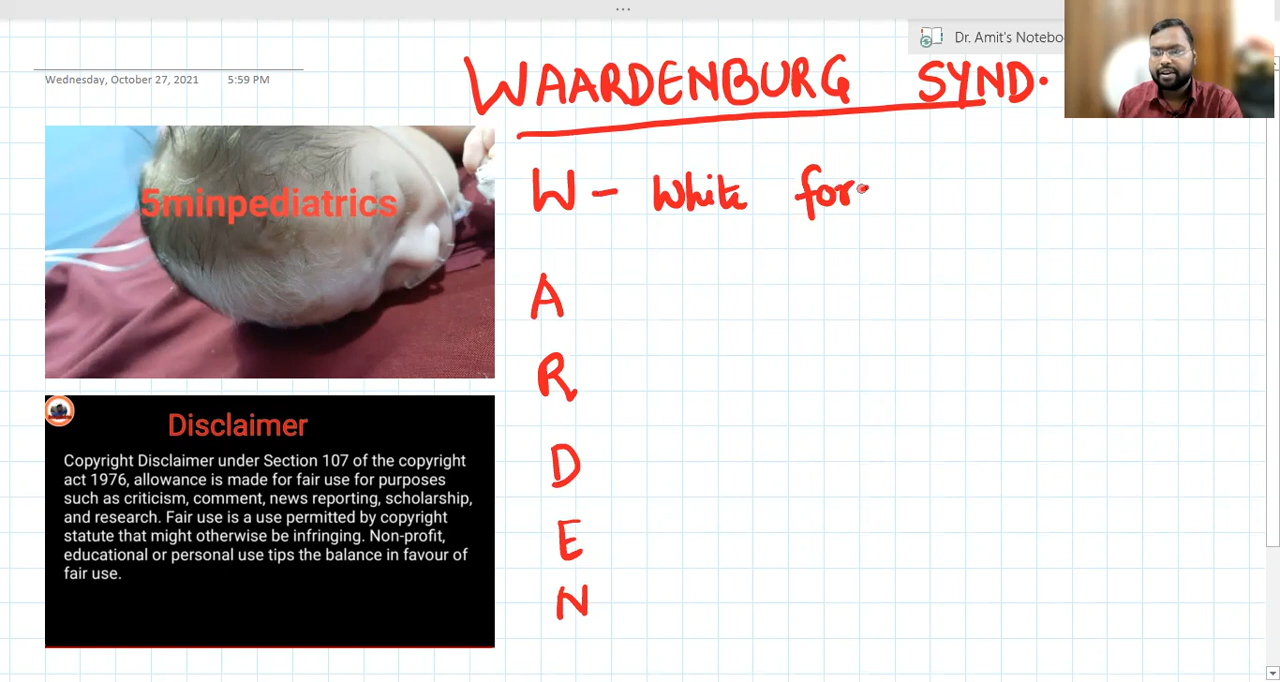 ...
Dr. Amit's Notebo
Wednesday, October 27, 2021 5:59 PM
WAARDENBURG SYND.
5minpediatrics
W - White for
A
R
D
E
N
Disclaimer
Copyright Disclaimer under Section 107 of the copyright
act 1976, allowance is made for fair use for purposes
such as criticism, comment, news reporting, scholarship,
and research. Fair use is a use permitted by copyright
statute that might otherwise be infringing. Non-profit,
educational or personal use tips the balance in favour of
fair use.